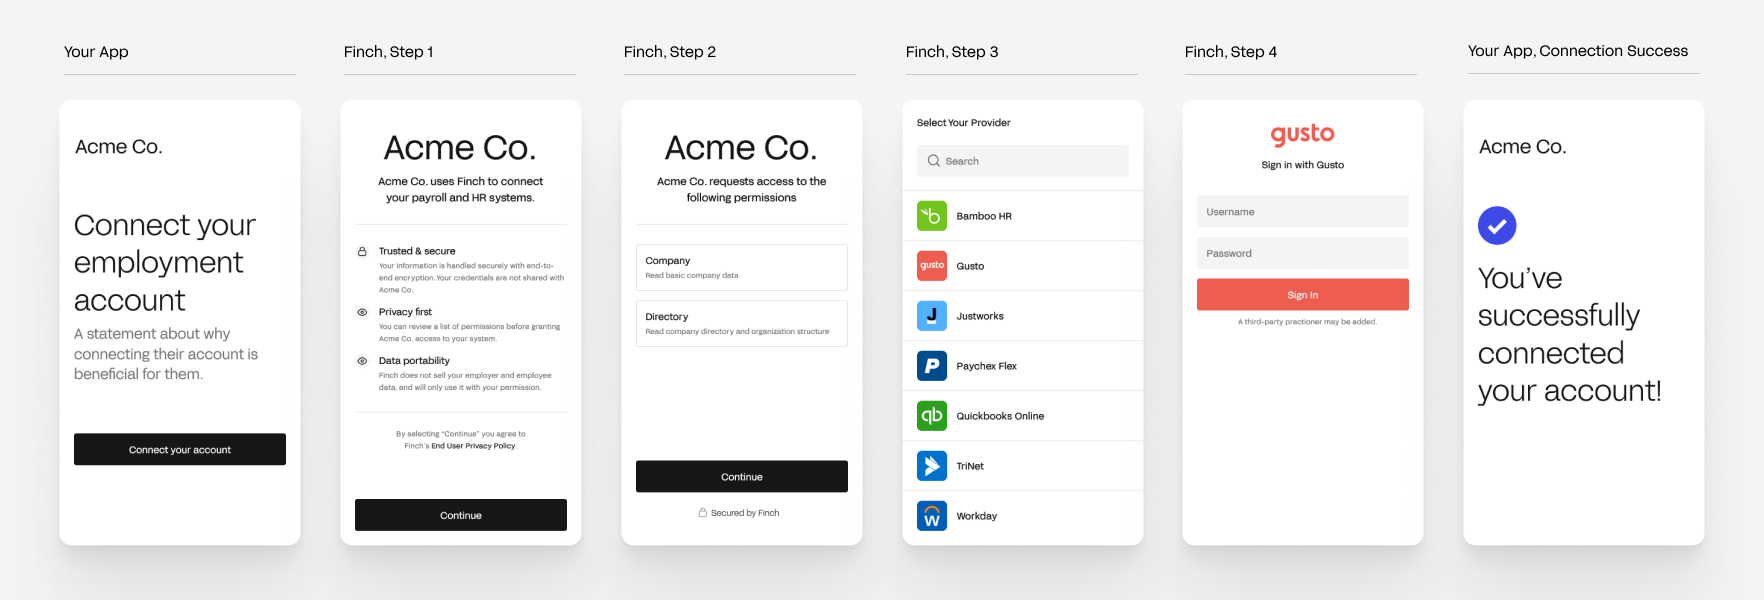 Your App
Acme Co.
Connect your
employment
account
A statement about why
connecting their account is
beneficial for them.
Connect your account
Finch, Step 1
Acme Co.
Acme Co. uses Finch to connect
your payroll and HR systems.
Trusted & secure
Your information is handled securely with end-to-
end encryption. Your credentials are not shared with
Acme Co.
Privacy first
You can review a list of permissions before granting
Acme Co. access to your system.
Data portability
Finch does not sell your employer and employee
data, and will only use it with your permission.
By selecting “Continue” you agree to
Finch's End User Privacy Policy.
Continue
Finch, Step 2
Acme Co.
Acme Co. requests access to the
following permissions
Company
Read basic company data
Directory
Read company directory and organization structure
Continue
Secured by Finch
Finch, Step 3
Select Your Provider
Search
b
Bamboo HR
gusto
Gusto
J
Justworks
P
Paychex Flex
qb
Quickbooks Online
TriNet
W
Workday
Finch, Step 4
gusto
Sign in with Gusto
Username
Password
Sign In
A third-party practioner may be added.
Your App, Connection Success
Acme Co.
You’ve
successfully
connected
your account!